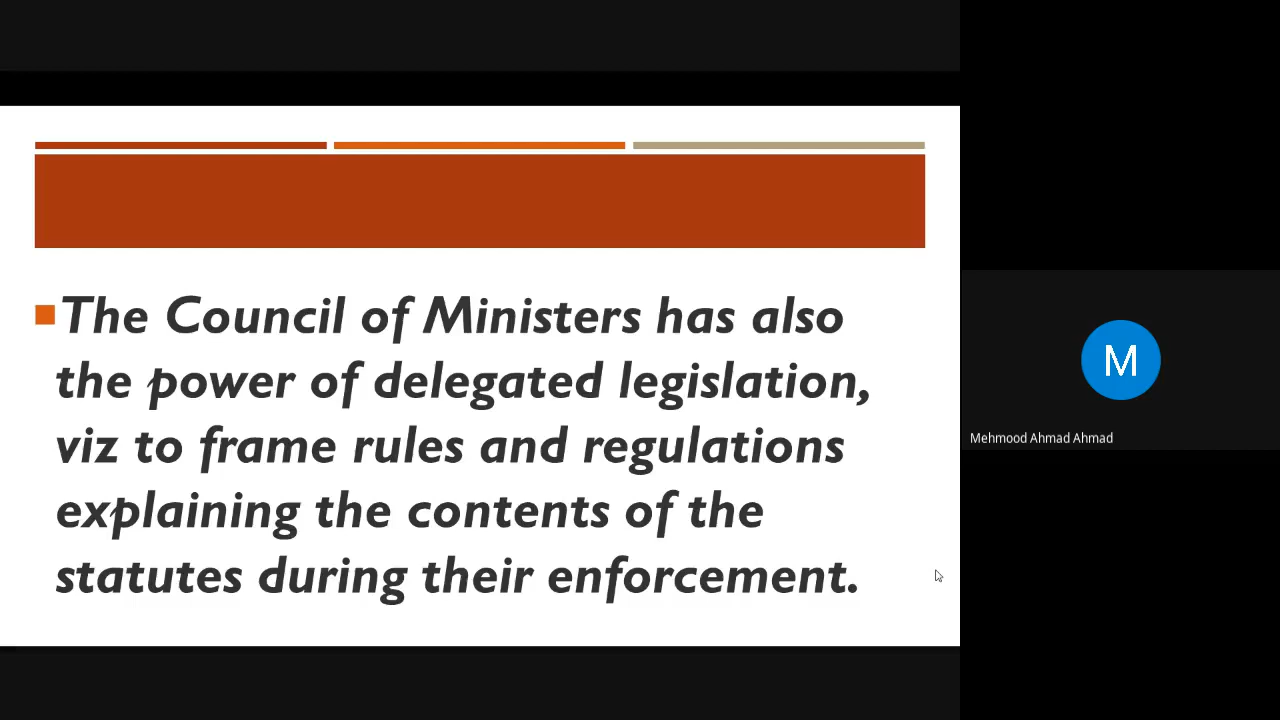 The Council of Ministers has also
the power of delegated legislation,
viz to frame rules and regulations
explaining the contents of the
statutes during their enforcement.
M
Mehmood Ahmad Ahmad